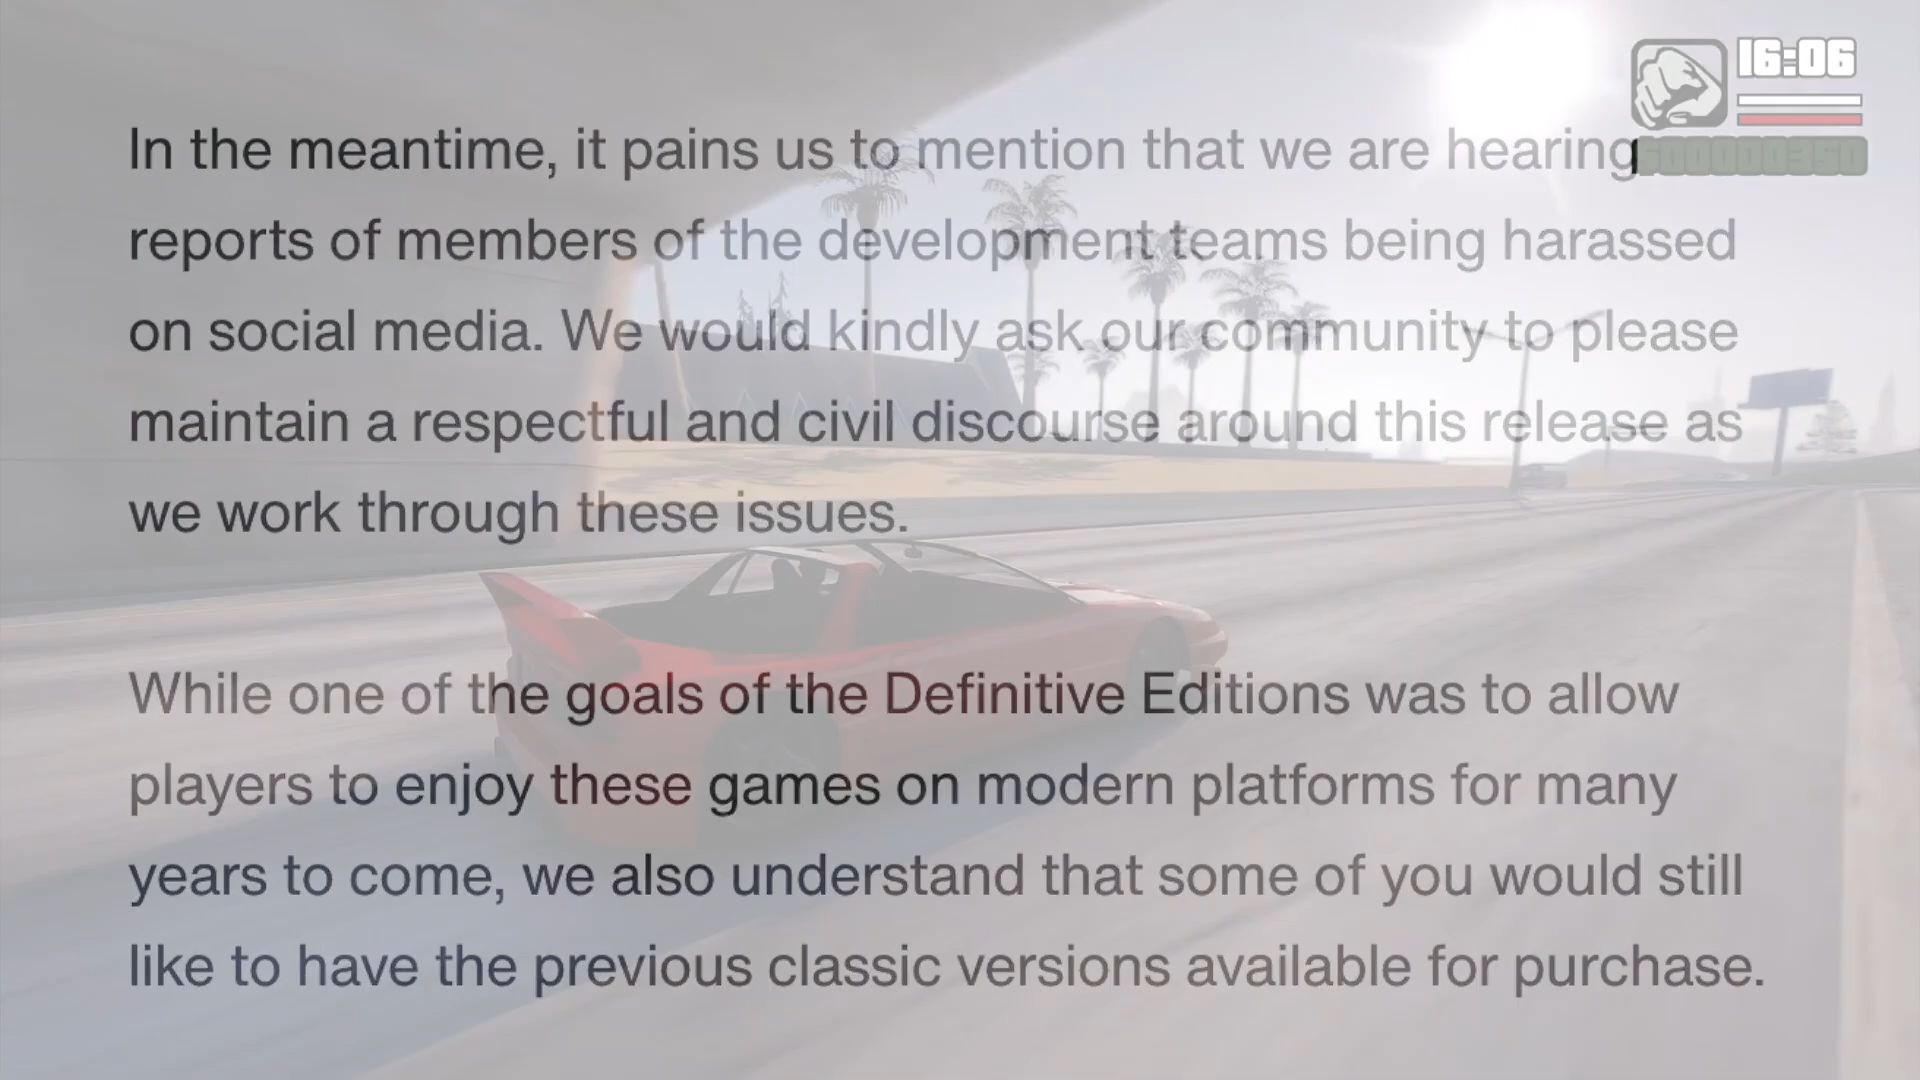 16:06
In the meantime, it pains us to mention that we are hearing
$00000350
reports of members of the development teams being harassed
on social media. We would kindly ask our community to please
maintain a respectful and civil discourse around this release as
we work through these issues.
While one of the goals of the Definitive Editions was to allow
players to enjoy these games on modern platforms for many
years to come, we also understand that some of you would still
like to have the previous classic versions available for purchase.